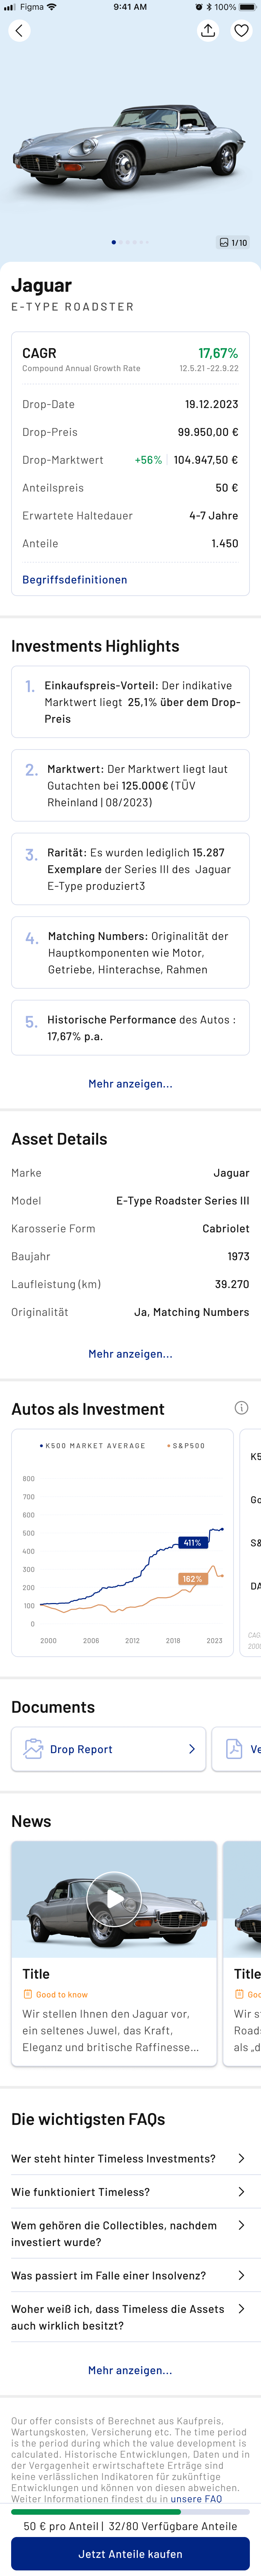 Figma
9:41 AM
100%
1/10
Jaguar
E-TYPE ROADSTER
CAGR 17,67%
Compound Annual Growth Rate 12.5.21 -22.9.22
Drop-Date 19.12.2023
Drop-Preis 99.950,00 €
Drop-Marktwert +56% 104.947,50 €
Anteilspreis 50 €
Erwartete Haltedauer 4-7 Jahre
Anteile 1.450
Begriffsdefinitionen
Investments Highlights
1. Einkaufspreis-Vorteil: Der indikative
Marktwert liegt 25,1% über dem Drop-
Preis
2. Marktwert: Der Marktwert liegt laut
Gutachten bei 125.000€ (TÜV
Rheinland | 08/2023)
3. Rarität: Es wurden lediglich 15.287
Exemplare der Series III des Jaguar
E-Type produziert3
4. Matching Numbers: Originalität der
Hauptkomponenten wie Motor,
Getriebe, Hinterachse, Rahmen
5. Historische Performance des Autos :
17,67% p.a.
Mehr anzeigen...
Asset Details
Marke Jaguar
Model E-Type Roadster Series III
Karosserie Form Cabriolet
Baujahr 1973
Laufleistung (km) 39.270
Originalität Ja, Matching Numbers
Mehr anzeigen...
Autos als Investment
K500 MARKET AVERAGE S&P500
800
700
600
500
400
300
200
100
0
411%
162%
2000 2006 2012 2018 2023
K5
Go
S&
DA
CAG
200
Documents
Drop Report
Ve
News
Title
Good to know
Wir stellen Ihnen den Jaguar vor,
ein seltenes Juwel, das Kraft,
Eleganz und britische Raffinesse...
Title
Goo
Wir s
Road
als „d
Die wichtigsten FAQs
Wer steht hinter Timeless Investments?
Wie funktioniert Timeless?
Wem gehören die Collectibles, nachdem
investiert wurde?
Was passiert im Falle einer Insolvenz?
Woher weiß ich, dass Timeless die Assets
auch wirklich besitzt?
Mehr anzeigen...
Our offer consists of Berechnet aus Kaufpreis,
Wartungskosten, Versicherung etc. The time period
is the period during which the value development is
calculated. Historische Entwicklungen, Daten und in
der Vergagenheit erwirtschaftete Erträge sind
keine verlässlichen Indikatoren für zukünftige
Entwicklungen und können von diesen abweichen.
Weiter Informationen findest du in unsere FAQ
50 € pro Anteil | 32/80 Verfügbare Anteile
Jetzt Anteile kaufen